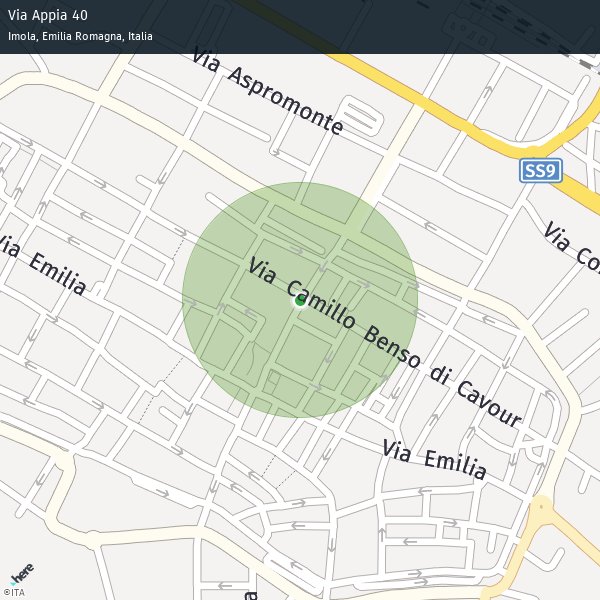 Via Appia 40
Imola, Emilia Romagna, Italia
Via Aspromonte
SS9
Via Co
Via Emilia
Via Camillo Benso di Cavour
Via Emilia
here
©ITA
a